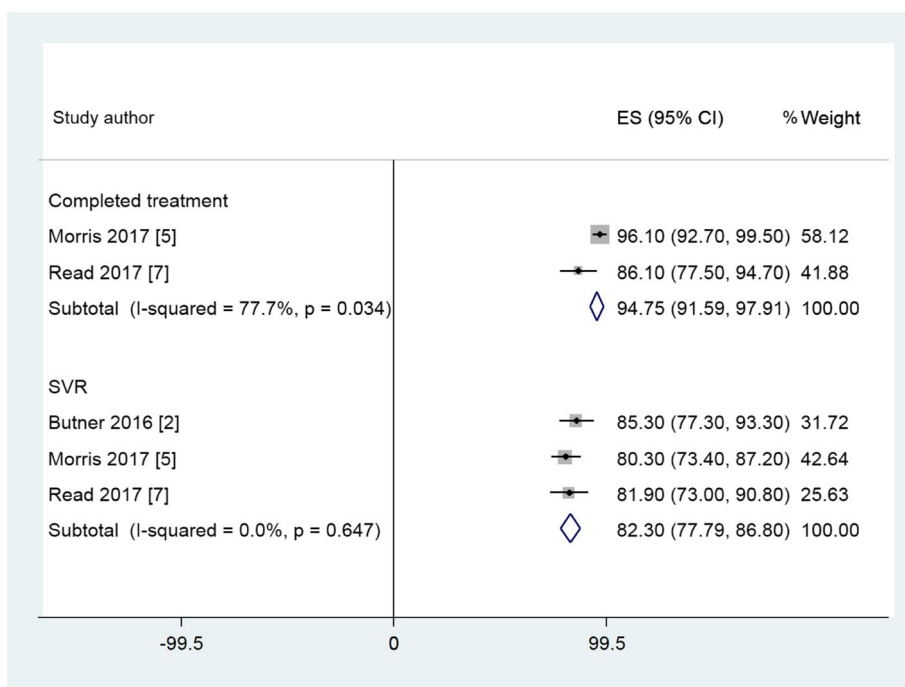 Study author ES (95% CI) % Weight
Completed treatment
Morris 2017 [5] 96.10 (92.70, 99.50) 58.12
Read 2017 [7] 86.10 (77.50, 94.70) 41.88
Subtotal (I-squared = 77.7%, p = 0.034) 94.75 (91.59, 97.91) 100.00
SVR
Butner 2016 [2] 85.30 (77.30, 93.30) 31.72
Morris 2017 [5] 80.30 (73.40, 87.20) 42.64
Read 2017 [7] 81.90 (73.00, 90.80) 25.63
Subtotal (I-squared = 0.0%, p = 0.647) 82.30 (77.79, 86.80) 100.00
-99.5 0 99.5